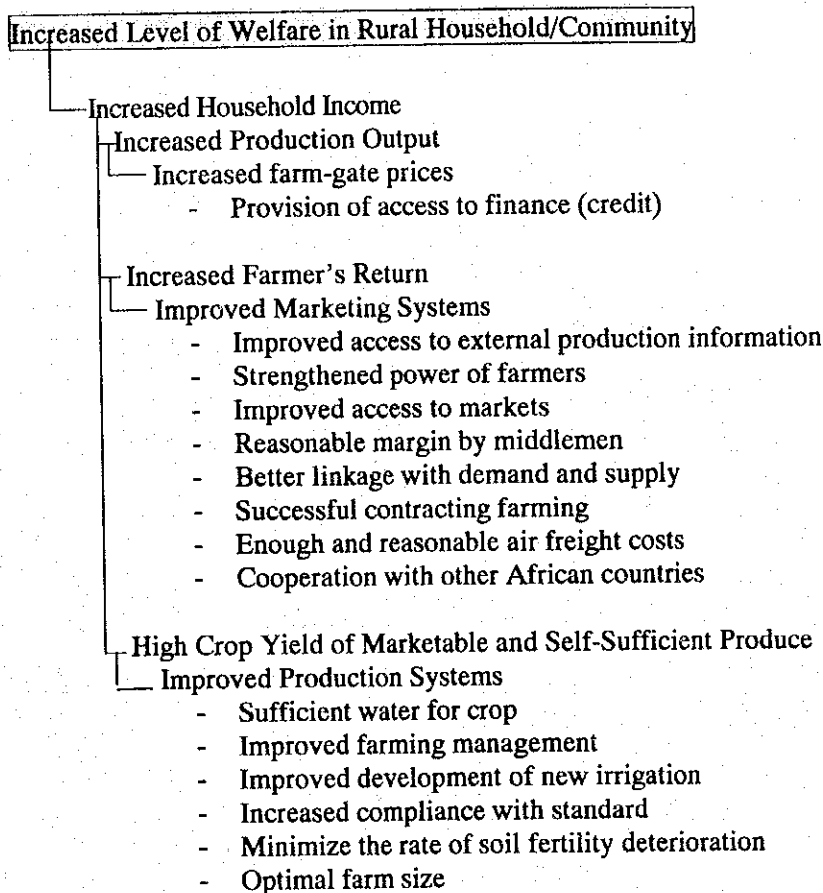 Increased Level of Welfare in Rural Household/Community
Increased Household Income
Increased Production Output
Increased farm-gate prices
- Provision of access to finance (credit)
Increased Farmer's Return
Improved Marketing Systems
- Improved access to external production information
- Strengthened power of farmers
- Improved access to markets
- Reasonable margin by middlemen
- Better linkage with demand and supply
- Successful contracting farming
- Enough and reasonable air freight costs
- Cooperation with other African countries
High Crop Yield of Marketable and Self-Sufficient Produce
Improved Production Systems
- Sufficient water for crop
- Improved farming management
- Improved development of new irrigation
- Increased compliance with standard
- Minimize the rate of soil fertility deterioration
- Optimal farm size